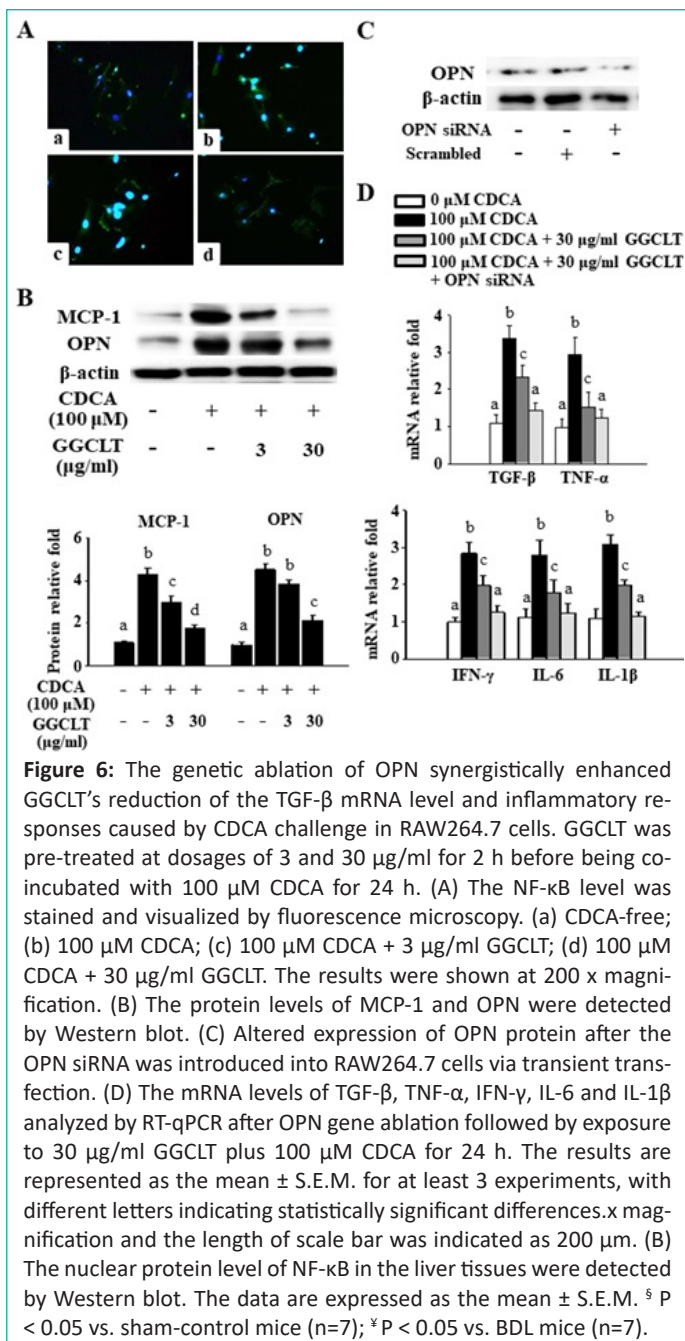 A
a
b
c
d
B
MCP-1
OPN
β-actin
CDCA
(100 μM)
- + + +
GGCLT
(μg/ml)
- - 3 30
MCP-1 OPN
Protein relative fold
6
4
2
0
a b c d a b b c
CDCA
(100 μM)
- + + + - + + +
GGCLT
(μg/ml)
- - 3 30 - - 3 30
C
OPN
β-actin
OPN siRNA - - +
Scrambled - + -
D
0 μM CDCA
100 μM CDCA
100 μM CDCA + 30 μg/ml GGCLT
100 μM CDCA + 30 μg/ml GGCLT
+ OPN siRNA
mRNA relative fold
4
3
2
1
0
a b c a a b c a
TGF-β TNF-α
mRNA relative fold
4
3
2
1
0
a b c a a b c a b c a
IFN-γ IL-6 IL-1β
Figure 6: The genetic ablation of OPN synergistically enhanced
GGCLT’s reduction of the TGF-β mRNA level and inflammatory re-
sponses caused by CDCA challenge in RAW264.7 cells. GGCLT was
pre-treated at dosages of 3 and 30 μg/ml for 2 h before being co-
incubated with 100 μM CDCA for 24 h. (A) The NF-κB level was
stained and visualized by fluorescence microscopy. (a) CDCA-free;
(b) 100 μM CDCA; (c) 100 μM CDCA + 3 μg/ml GGCLT; (d) 100 μM
CDCA + 30 μg/ml GGCLT. The results were shown at 200 x magni-
fication. (B) The protein levels of MCP-1 and OPN were detected
by Western blot. (C) Altered expression of OPN protein after the
OPN siRNA was introduced into RAW264.7 cells via transient trans-
fection. (D) The mRNA levels of TGF-β, TNF-α, IFN-γ, IL-6 and IL-1β
analyzed by RT-qPCR after OPN gene ablation followed by exposure
to 30 μg/ml GGCLT plus 100 μM CDCA for 24 h. The results are
represented as the mean ± S.E.M. for at least 3 experiments, with
different letters indicating statistically significant differences.x mag-
nification and the length of scale bar was indicated as 200 μm. (B)
The nuclear protein level of NF-κB in the liver tissues were detected
by Western blot. The data are expressed as the mean ± S.E.M. § P
< 0.05 vs. sham-control mice (n=7); ¥ P < 0.05 vs. BDL mice (n=7).